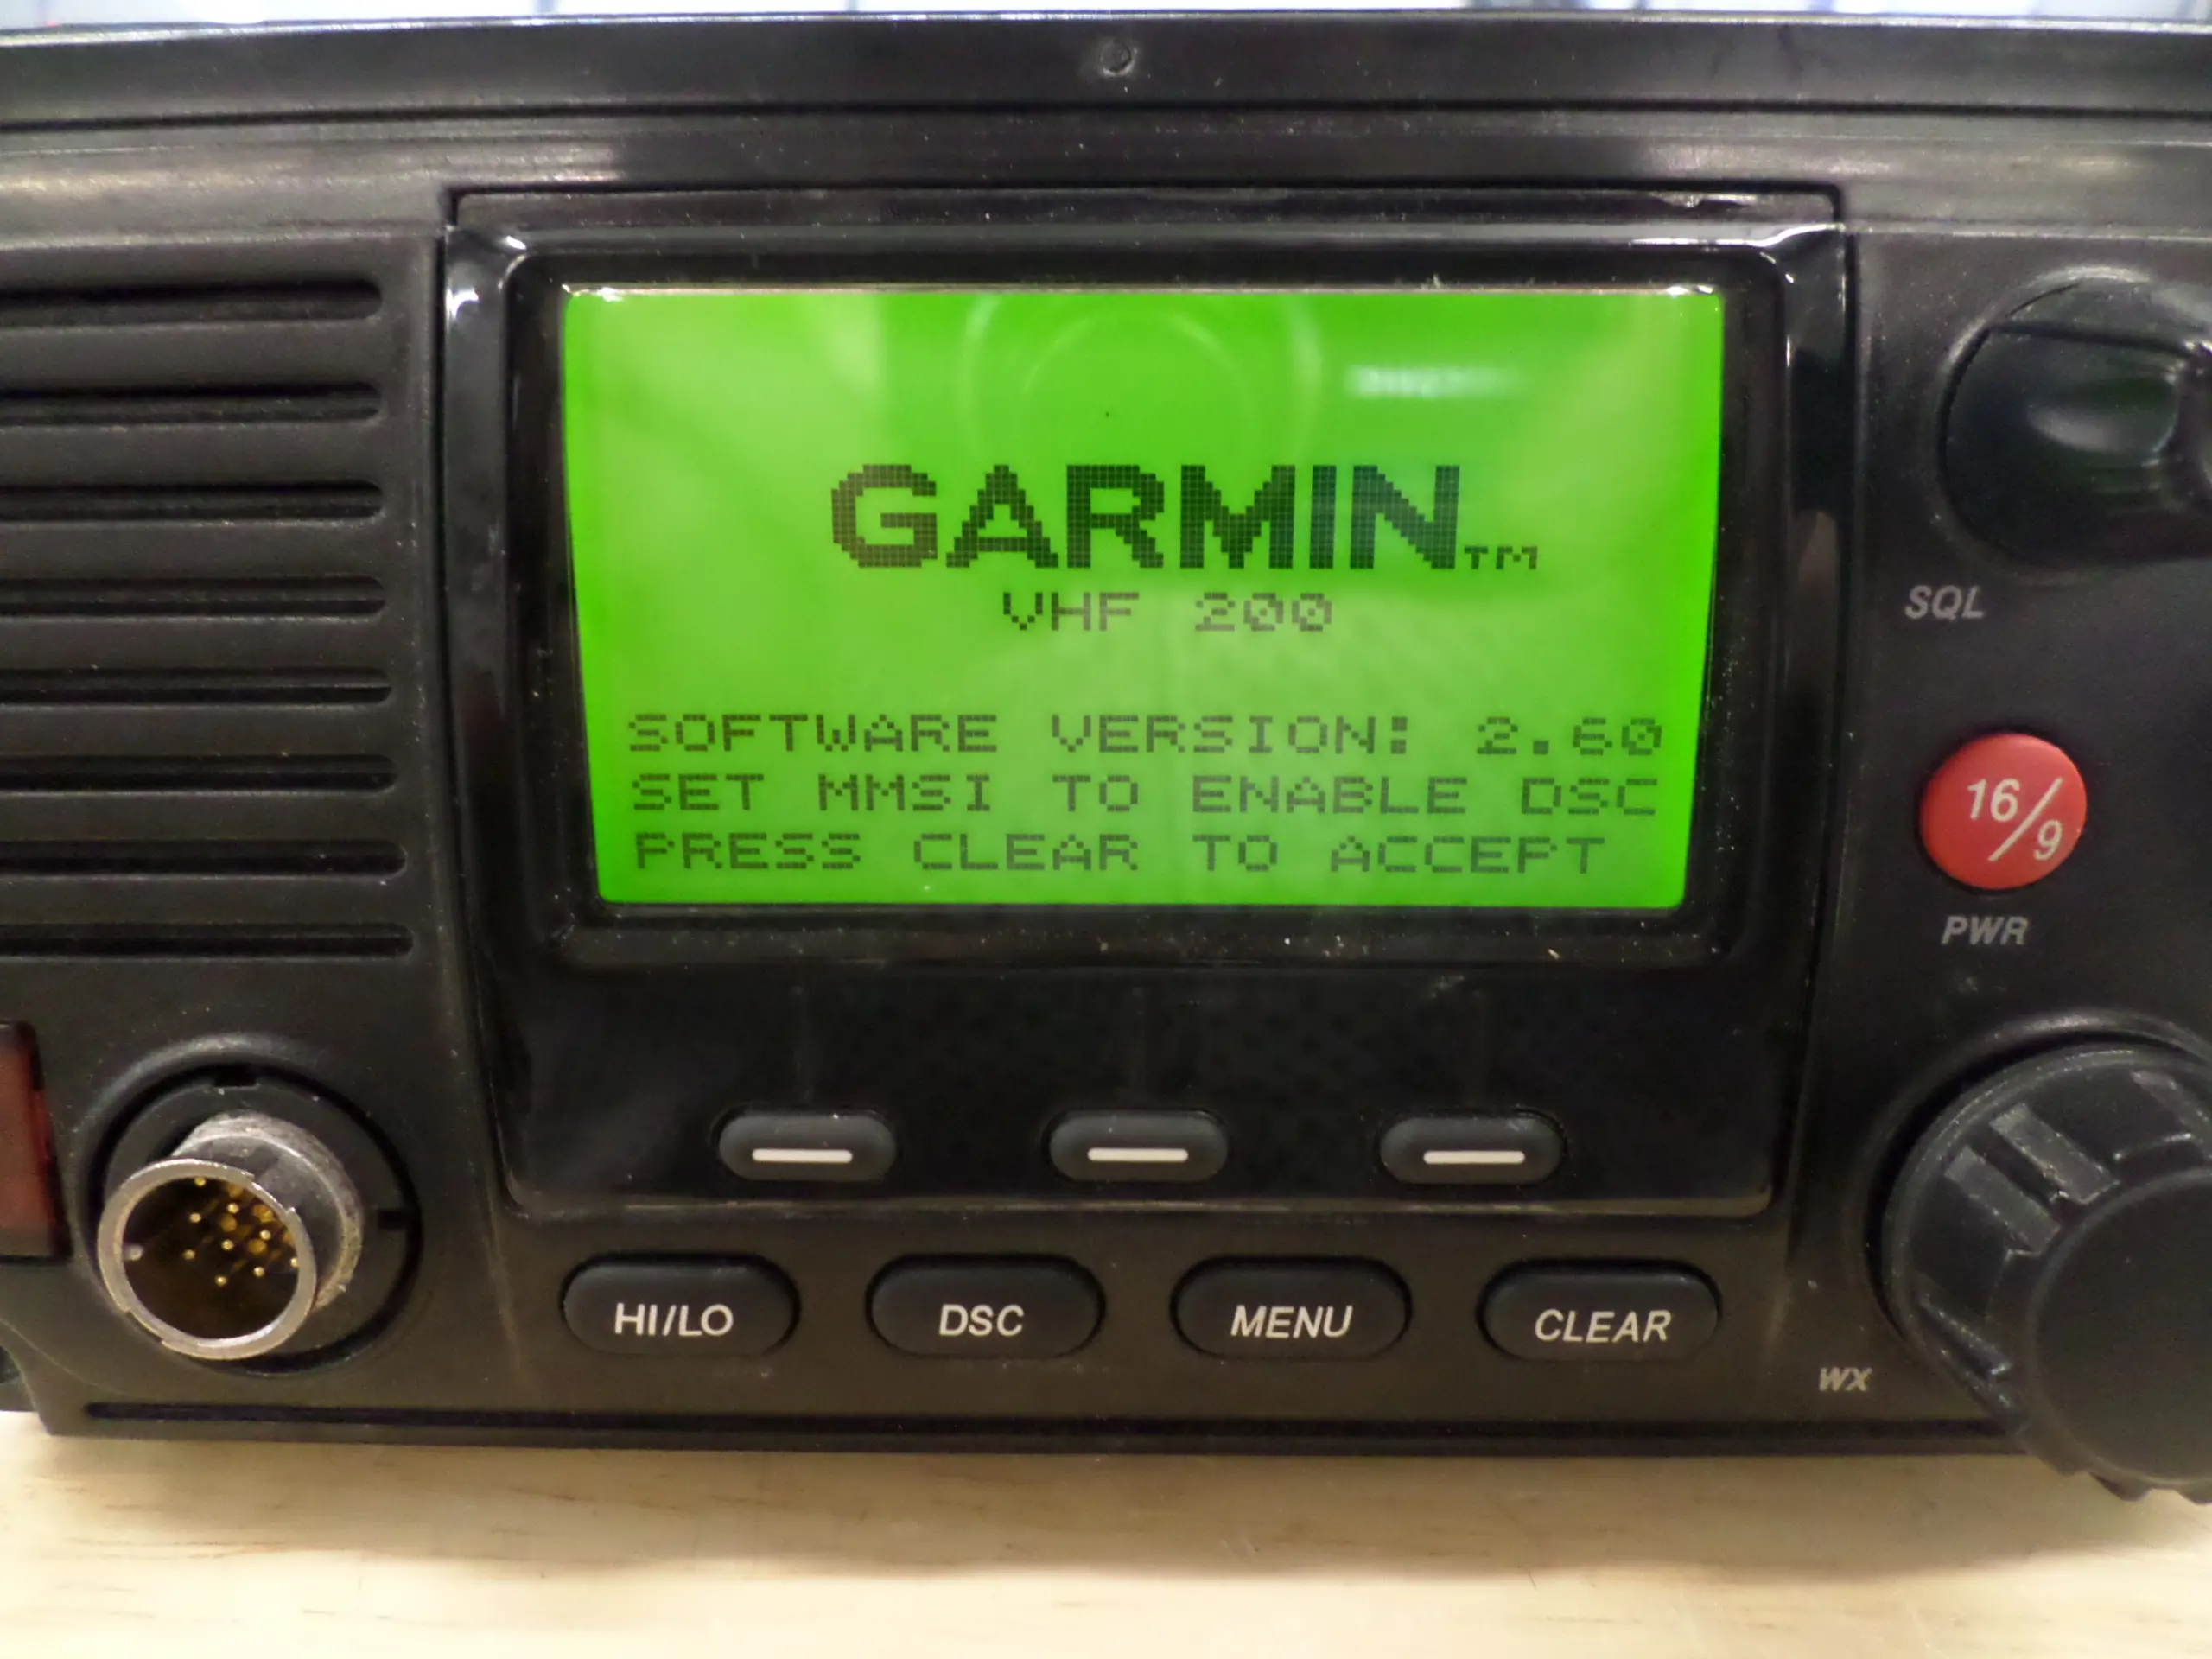 GARMIN™
VHF 200
SOFTWARE VERSION: 2.60
SET MMSI TO ENABLE DSC
PRESS CLEAR TO ACCEPT
SQL
16/9
PWR
HI/LO
DSC
MENU
CLEAR
WX